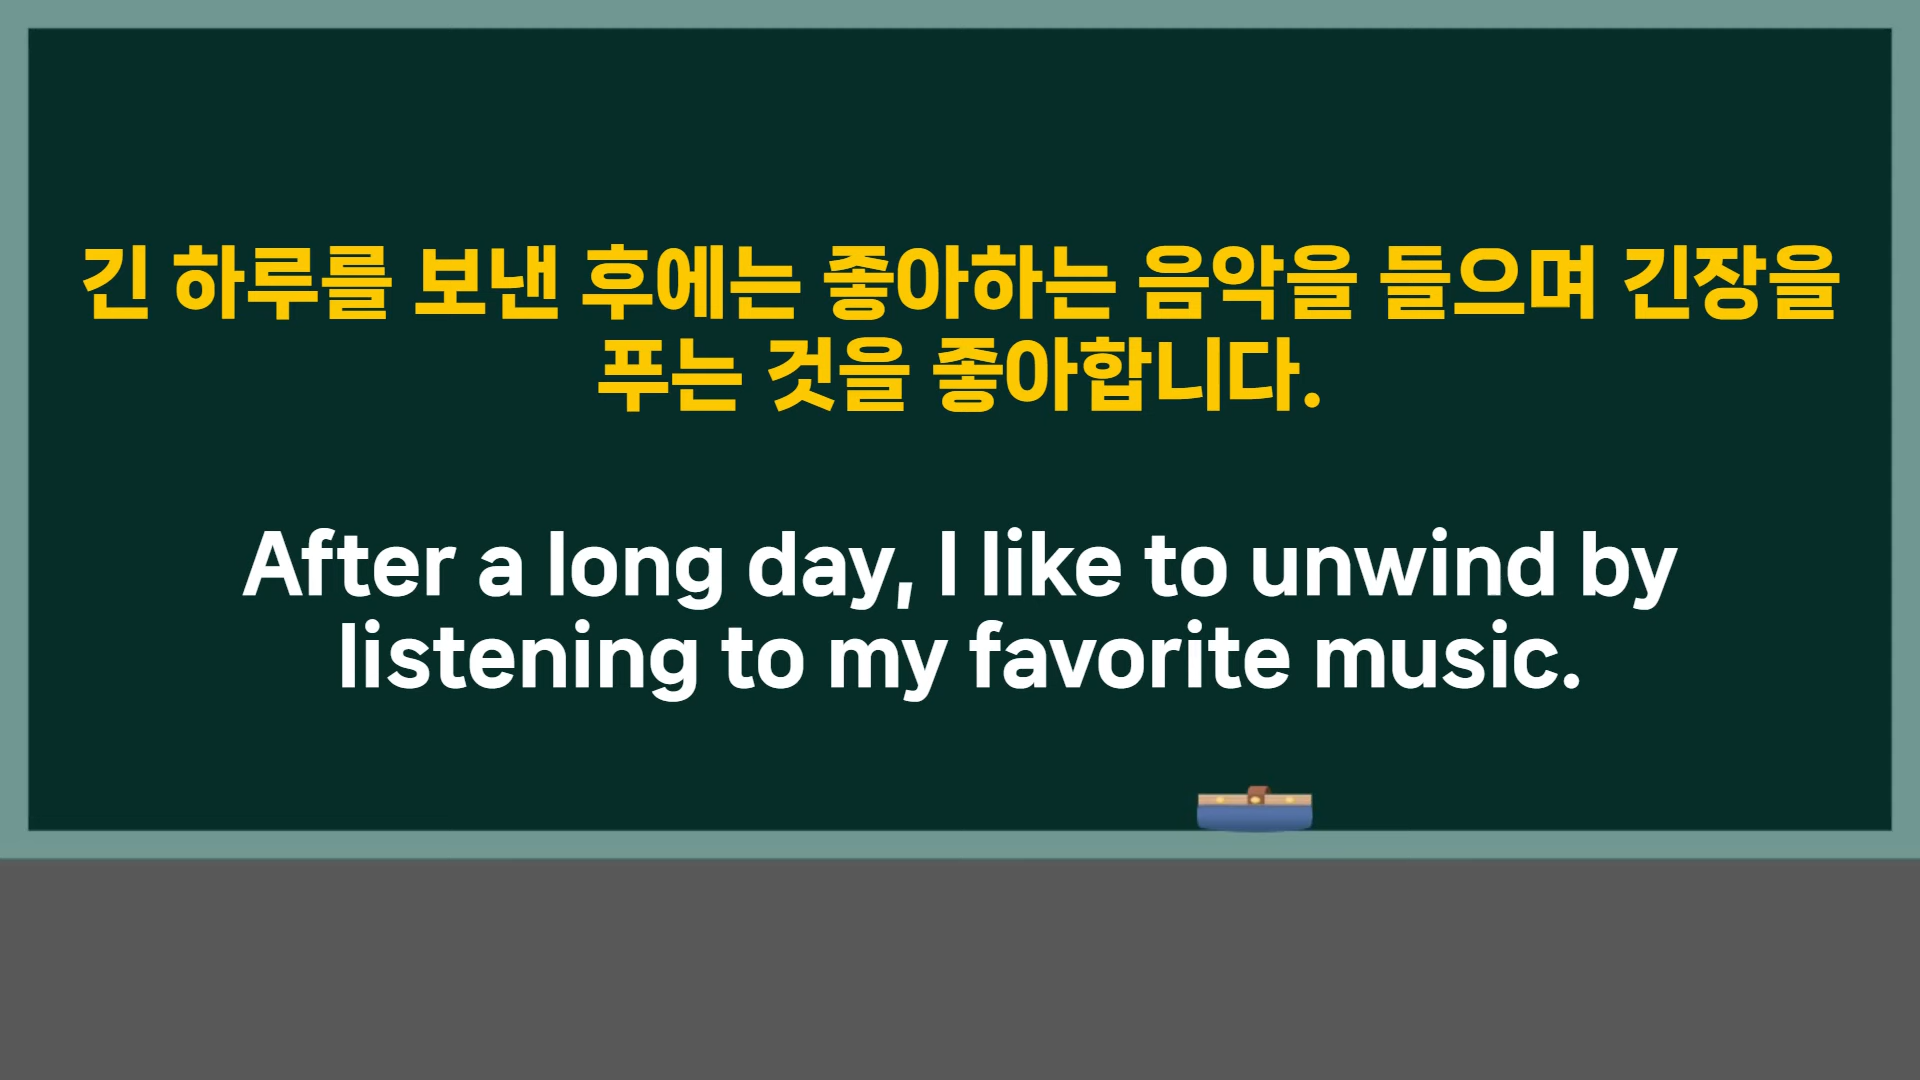 긴 하루를 보낸 후에는 좋아하는 음악을 들으며 긴장을
푸는 것을 좋아합니다.
After a long day, I like to unwind by
listening to my favorite music.